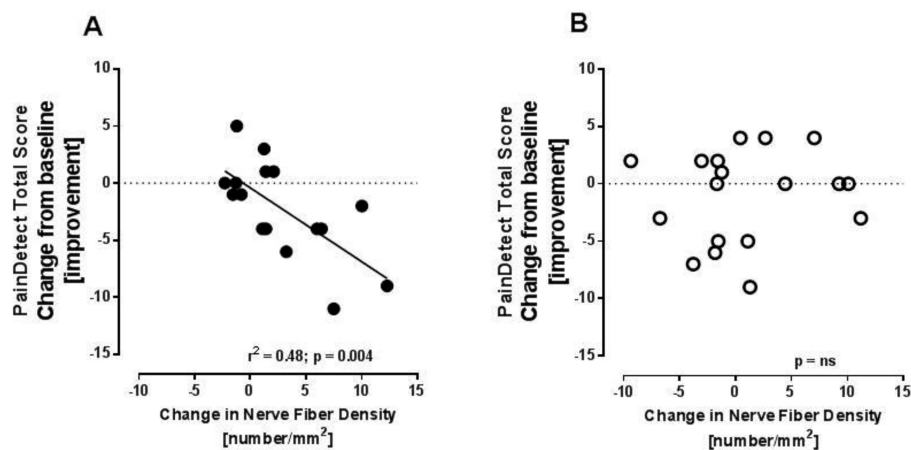 A
PainDetect Total Score
Change from baseline
[improvement]
10
5
0
-5
-10
-15
r² = 0.48; p = 0.004
-10 -5 0 5 10 15
Change in Nerve Fiber Density
[number/mm²]
B
PainDetect Total Score
Change from baseline
[improvement]
10
5
0
-5
-10
-15
p = ns
-10 -5 0 5 10 15
Change in Nerve Fiber Density
[number/mm²]